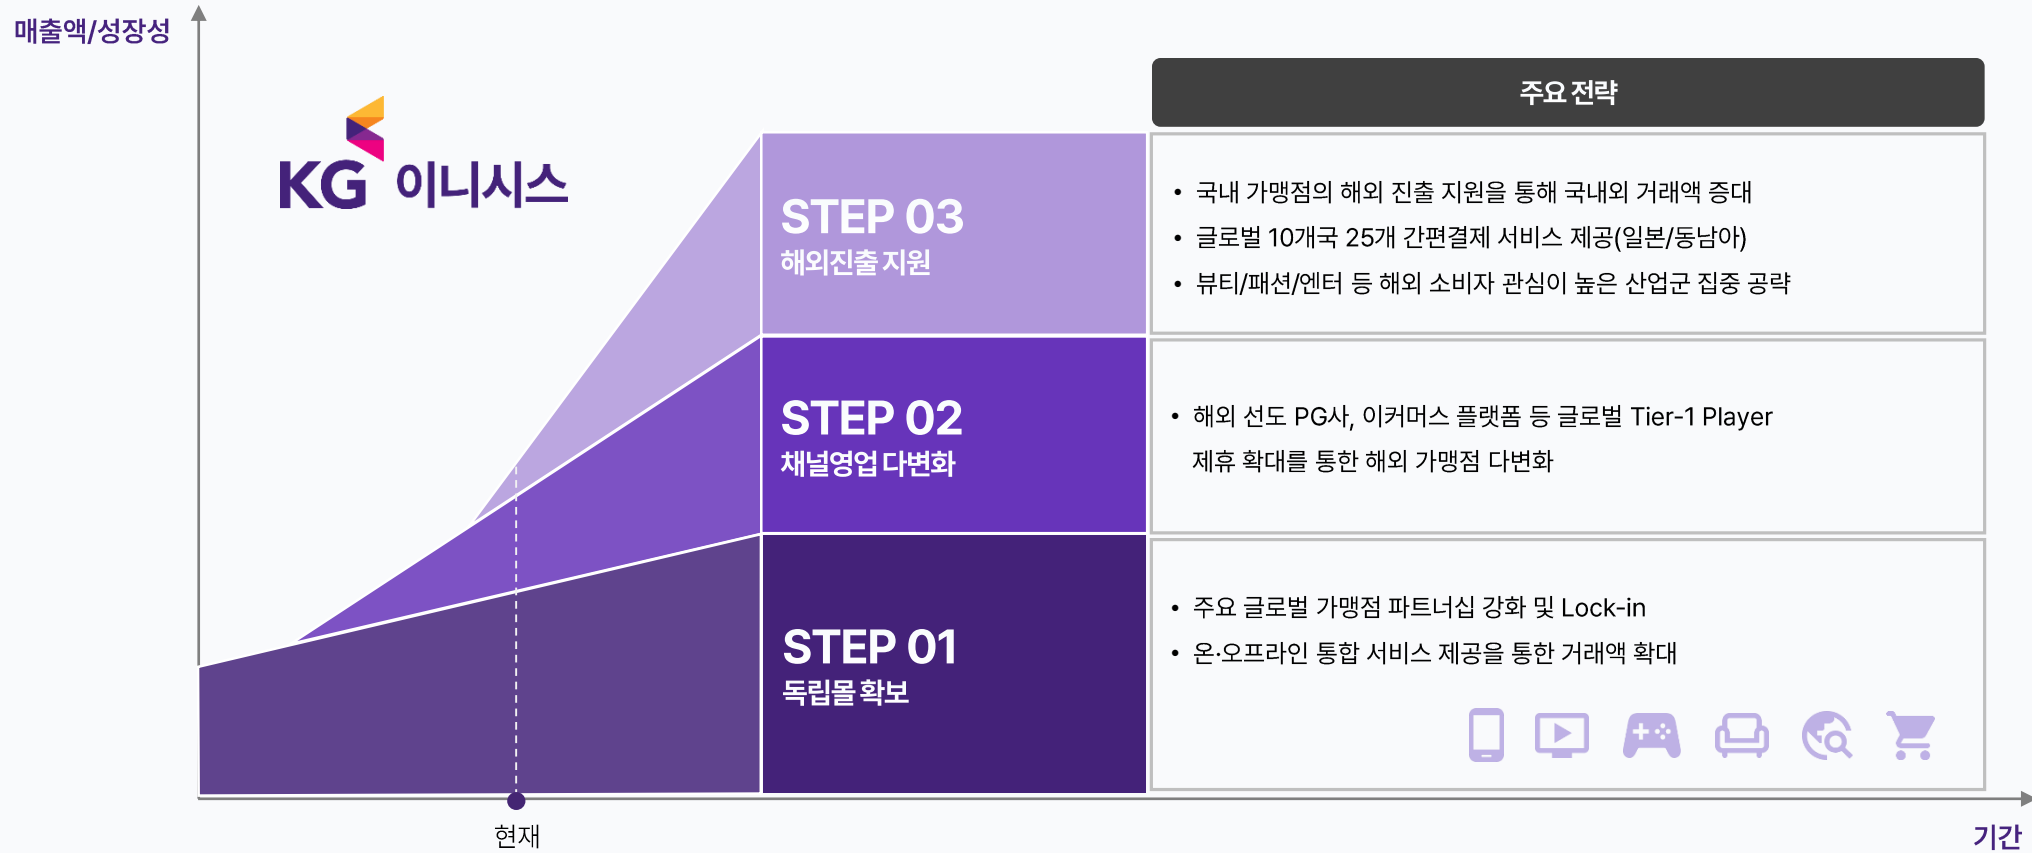 매출액/성장성
KG 이니시스
주요 전략
STEP 03
해외진출 지원
• 국내 가맹점의 해외 진출 지원을 통해 국내외 거래액 증대
• 글로벌 10개국 25개 간편결제 서비스 제공(일본/동남아)
• 뷰티/패션/엔터 등 해외 소비자 관심이 높은 산업군 집중 공략
STEP 02
채널영업 다변화
• 해외 선도 PG사, 이커머스 플랫폼 등 글로벌 Tier-1 Player
제휴 확대를 통한 해외 가맹점 다변화
STEP 01
독립몰 확보
• 주요 글로벌 가맹점 파트너십 강화 및 Lock-in
• 온·오프라인 통합 서비스 제공을 통한 거래액 확대
현재
기간